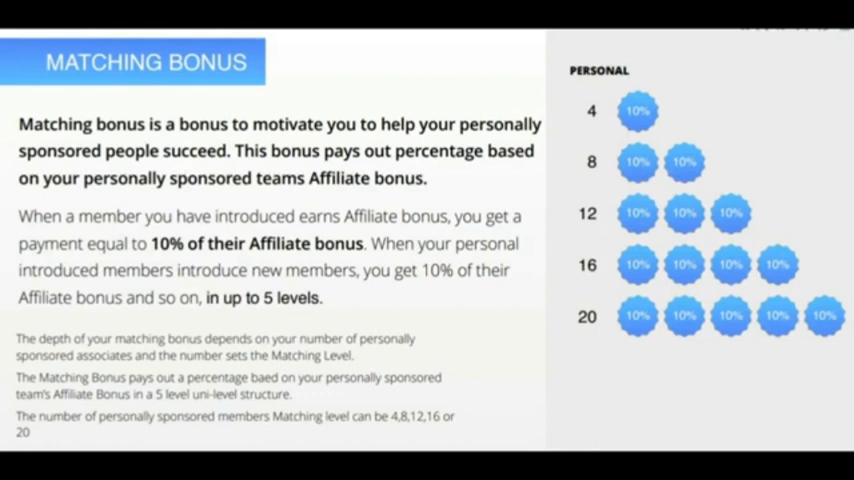 MATCHING BONUS
Matching bonus is a bonus to motivate you to help your personally
sponsored people succeed. This bonus pays out percentage based
on your personally sponsored teams Affiliate bonus.
When a member you have introduced earns Affiliate bonus, you get a
payment equal to 10% of their Affiliate bonus. When your personal
introduced members introduce new members, you get 10% of their
Affiliate bonus and so on, in up to 5 levels.
The depth of your matching bonus depends on your number of personally
sponsored associates and the number sets the Matching Level.
The Matching Bonus pays out a percentage baed on your personally sponsored
team's Affiliate Bonus in a 5 level uni-level structure.
The number of personally sponsored members Matching level can be 4,8,12,16 or
20
PERSONAL
4 10%
8 10% 10%
12 10% 10% 10%
16 10% 10% 10% 10%
20 10% 10% 10% 10% 10%